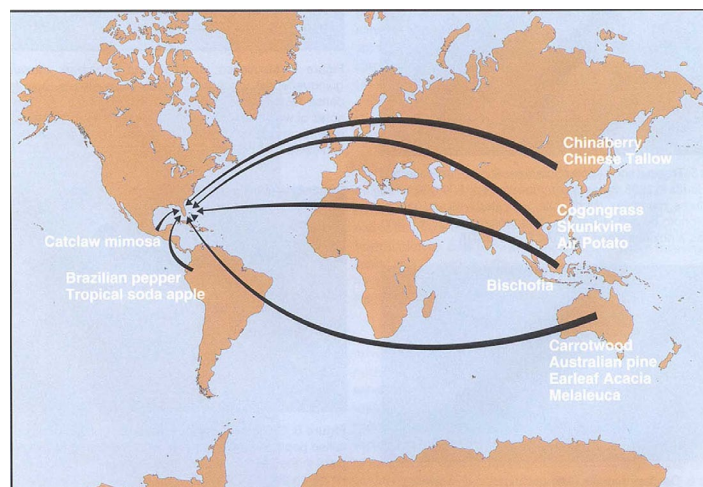 Chinaberry
Chinese Tallow
Cogongrass
Skunkvine
Air Potato
Catclaw mimosa
Brazilian pepper
Tropical soda apple
Bischofia
Carrotwood
Australian pine
Earleaf Acacia
Melaleuca